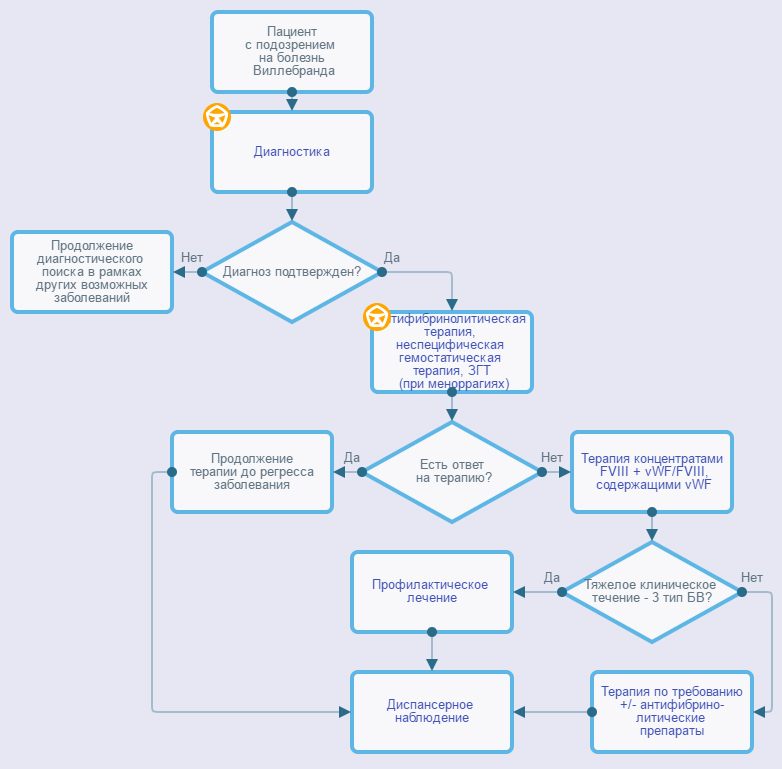 Пациент
с подозрением
на болезнь
Виллебранда
Диагностика
Диагноз подтвержден?
Нет
Да
Продолжение
диагностического
поиска в рамках
других возможных
заболеваний
тифибринолитическая
терапия,
неспецифическая
гемостатическая
терапия, ЗГТ
(при меноррагиях)
Есть ответ
на терапию?
Да
Нет
Продолжение
терапии до регресса
заболевания
Терапия концентратами
FVIII + vWF/FVIII,
содержащими vWF
Тяжелое клиническое
течение - 3 тип БВ?
Да
Нет
Профилактическое
лечение
Диспансерное
наблюдение
Терапия по требованию
+/- антифибрино-
литические
препараты